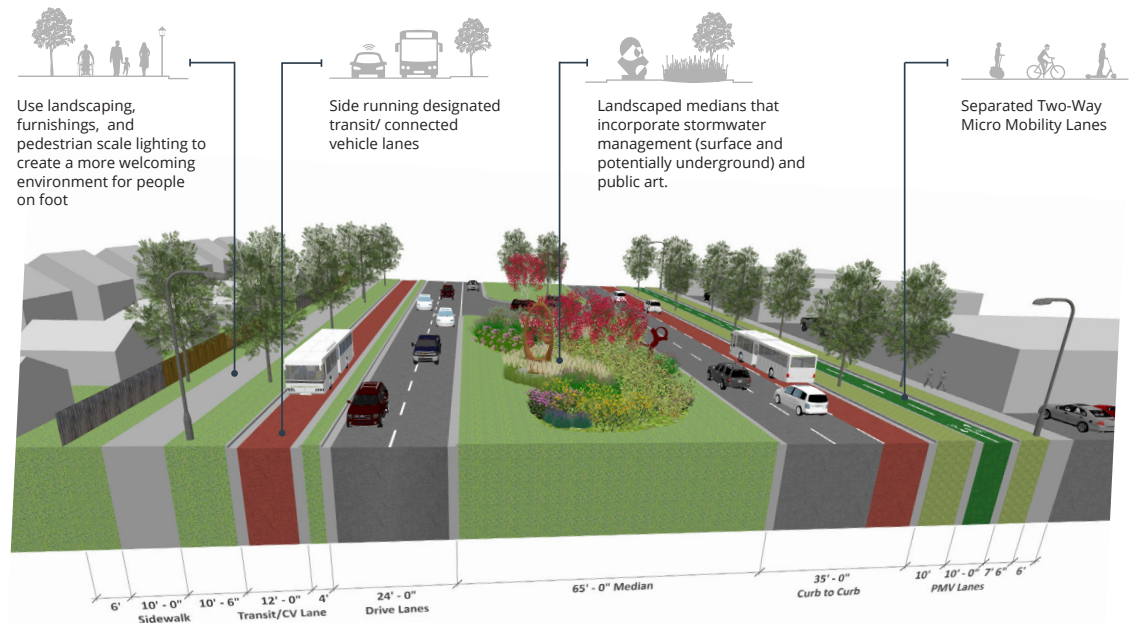 Use landscaping,
furnishings, and
pedestrian scale lighting to
create a more welcoming
environment for people
on foot
Side running designated
transit/ connected
vehicle lanes
Landscaped medians that
incorporate stormwater
management (surface and
potentially underground) and
public art.
Separated Two-Way
Micro Mobility Lanes
6'
10' - 0"
Sidewalk
10' - 6"
12' - 0"
Transit/CV Lane
4'
24' - 0"
Drive Lanes
65' - 0" Median
35' - 0"
Curb to Curb
10'
10' - 0"
PMV Lanes
7' 6"
6'